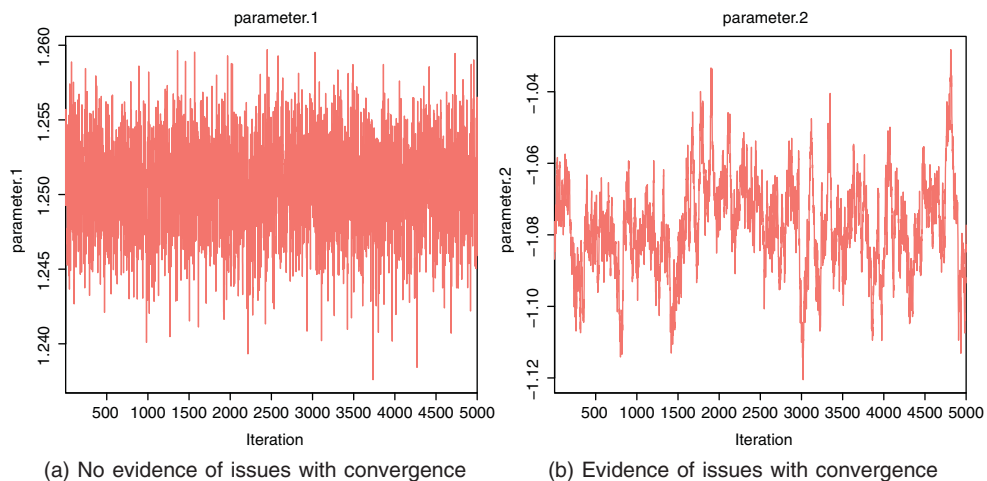 parameter.1
parameter.2
1.260
1.255
1.250
1.245
1.240
parameter.1
500 1000 1500 2000 2500 3000 3500 4000 4500 5000
Iteration
−1.04
−1.06
−1.08
−1.10
−1.12
parameter.2
500 1000 1500 2000 2500 3000 3500 4000 4500 5000
Iteration
(a) No evidence of issues with convergence
(b) Evidence of issues with convergence